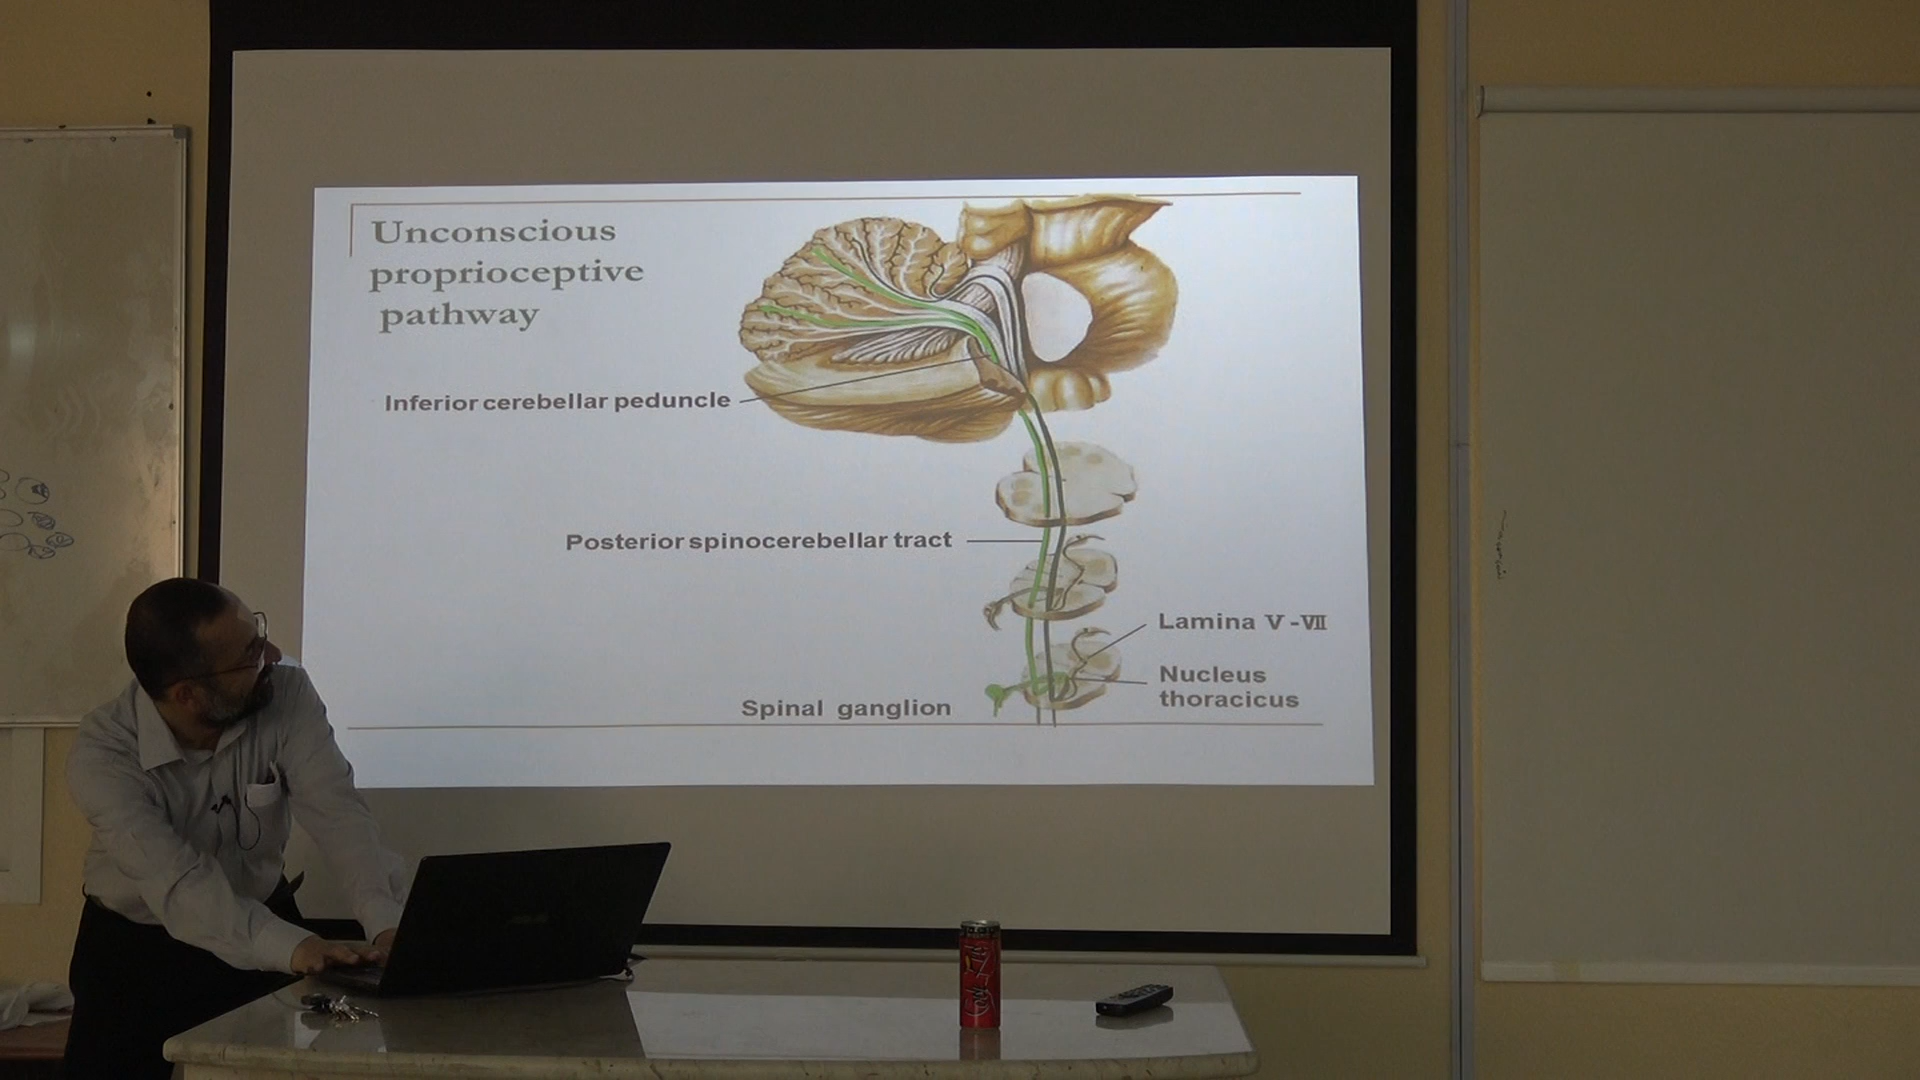 Unconscious
proprioceptive
pathway
Inferior cerebellar peduncle
Posterior spinocerebellar tract
Lamina Ⅴ-Ⅶ
Nucleus
thoracicus
Spinal ganglion